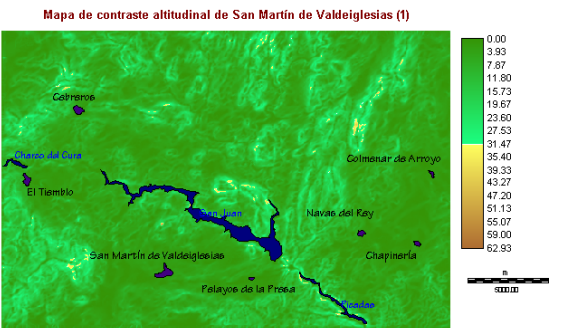 Mapa de contraste altitudinal de San Martín de Valdeiglesias (1)
0.00
3.93
7.87
11.80
15.73
19.67
23.60
27.53
31.47
35.40
39.33
43.27
47.20
51.13
55.07
59.00
62.93
Cebreros
Charco del Cura
El Tiemblo
Colmenar de Arroyo
San Juan
Navas del Rey
San Martín de Valdeiglesias
Chapinería
Pelayos de la Presa
Picadas
m